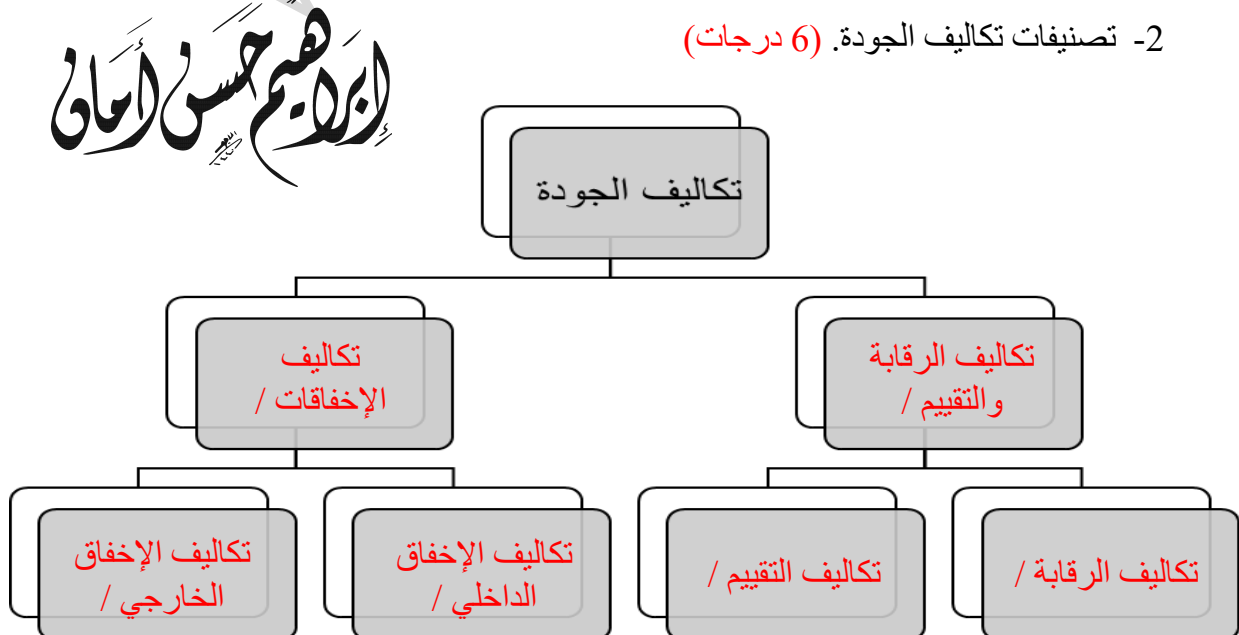 2- تصنيفات تكاليف الجودة. (6 درجات)
إبراهيم حسن أمان
تكاليف الجودة
تكاليف الرقابة
والتقييم /
تكاليف
الإخفاقات /
تكاليف الرقابة /
تكاليف التقييم /
تكاليف الإخفاق
الداخلي /
تكاليف الإخفاق
الخارجي /